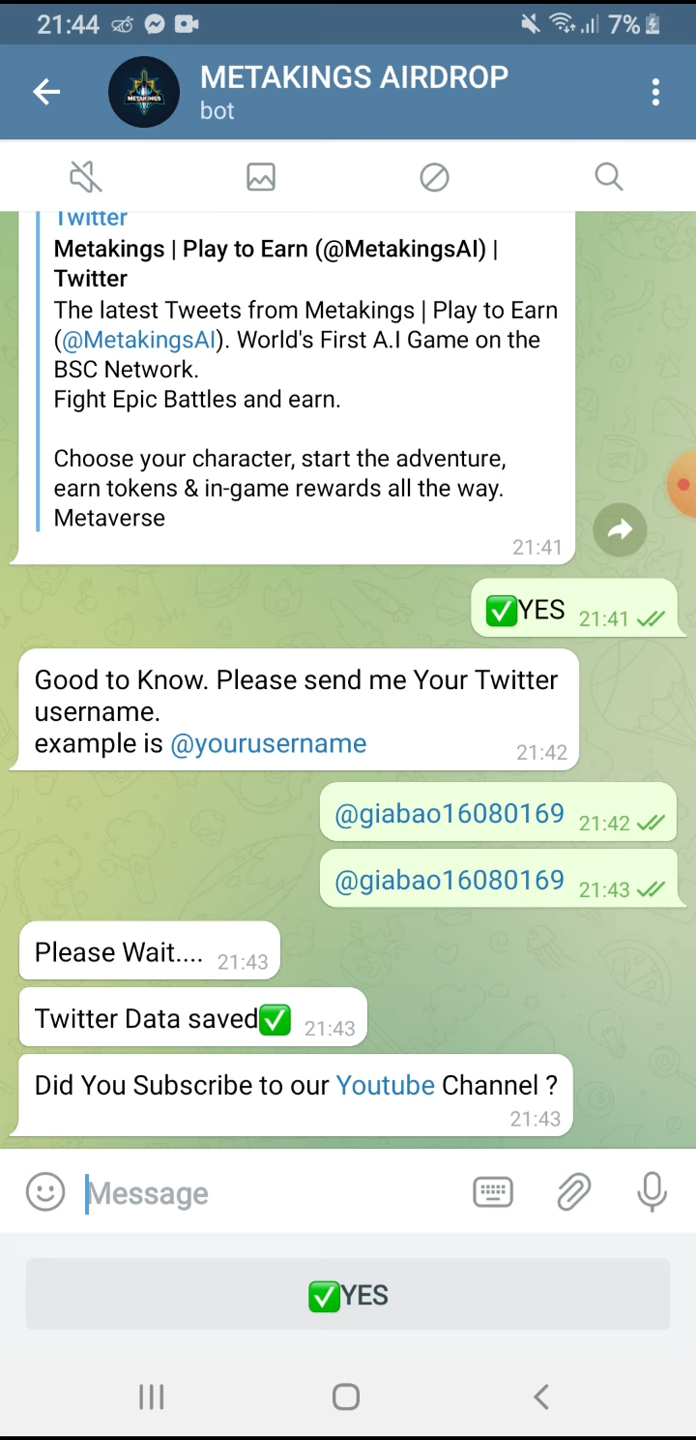 21:44
7%
METAKINGS AIRDROP
bot
METAKINGS
Twitter
Metakings | Play to Earn (@MetakingsAI) |
Twitter
The latest Tweets from Metakings | Play to Earn
(@MetakingsAI). World's First A.I Game on the
BSC Network.
Fight Epic Battles and earn.
Choose your character, start the adventure,
earn tokens & in-game rewards all the way.
Metaverse
21:41
✅YES 21:41
Good to Know. Please send me Your Twitter
username.
example is @yourusername
21:42
@giabao16080169 21:42
@giabao16080169 21:43
Please Wait.... 21:43
Twitter Data saved✅ 21:43
Did You Subscribe to our Youtube Channel ?
21:43
Message
✅YES